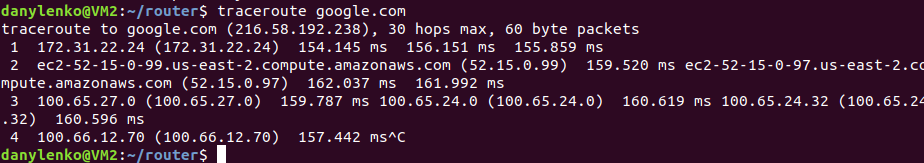 danylenko@VM2:~/router$ traceroute google.com
traceroute to google.com (216.58.192.238), 30 hops max, 60 byte packets
 1  172.31.22.24 (172.31.22.24)  154.145 ms  156.151 ms  155.859 ms
 2  ec2-52-15-0-99.us-east-2.compute.amazonaws.com (52.15.0.99)  159.520 ms ec2-52-15-0-97.us-east-2.co
mpute.amazonaws.com (52.15.0.97)  162.037 ms  161.992 ms
 3  100.65.27.0 (100.65.27.0)  159.787 ms 100.65.24.0 (100.65.24.0)  160.619 ms 100.65.24.32 (100.65.24
.32)  160.596 ms
 4  100.66.12.70 (100.66.12.70)  157.442 ms^C
danylenko@VM2:~/router$